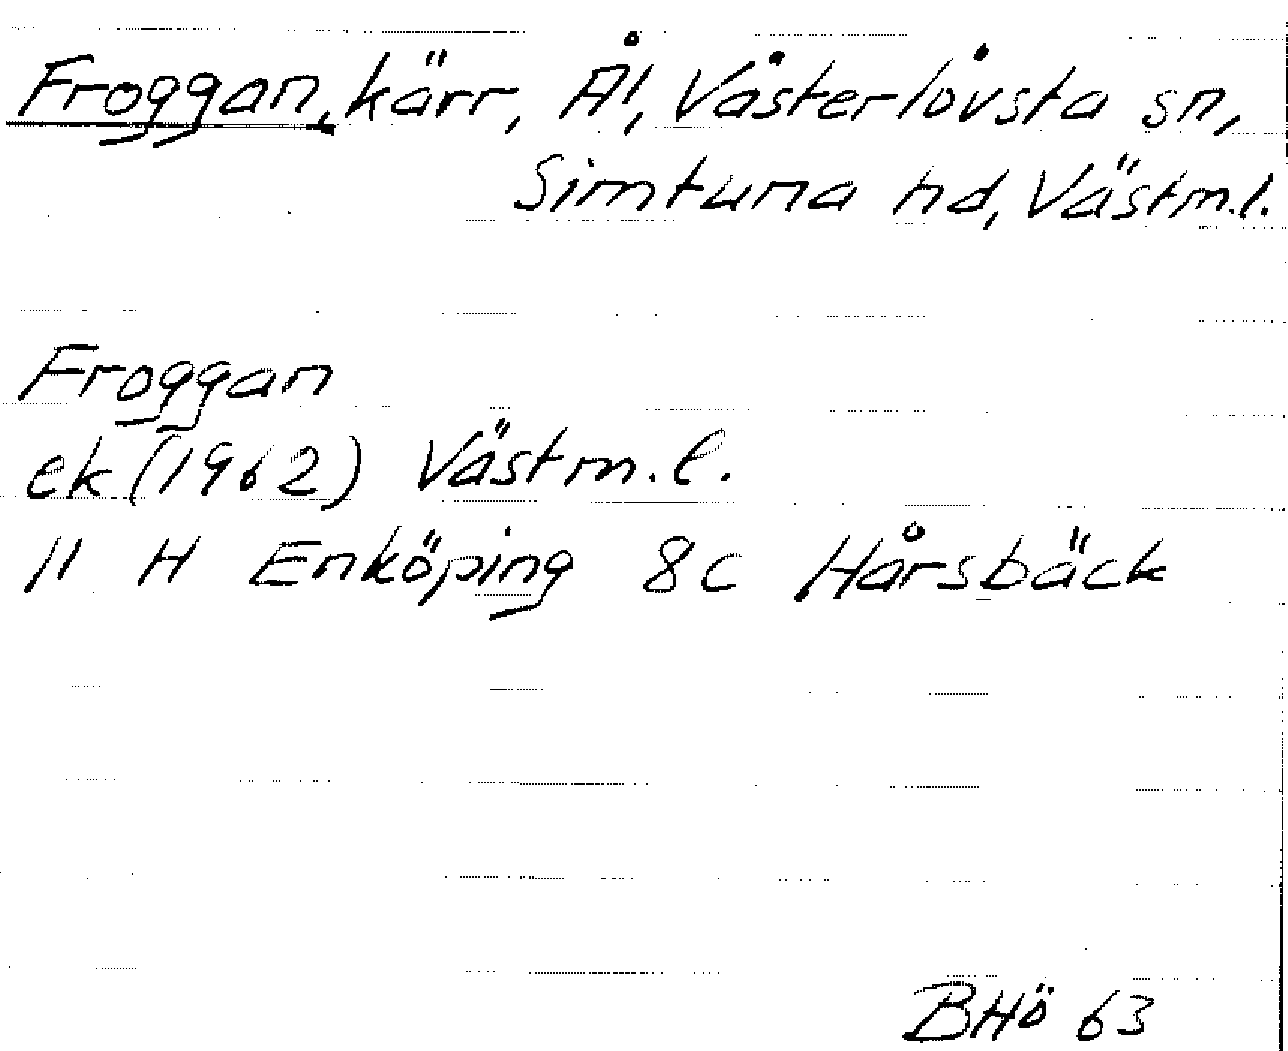 Froggan, kärr, Ål, Västerlövsta sn,
Simtuna hd, Västm.l.
Froggan
ek (1962) Västm.l.
11 H Enköping 8c Hårsbäck
BHö 63